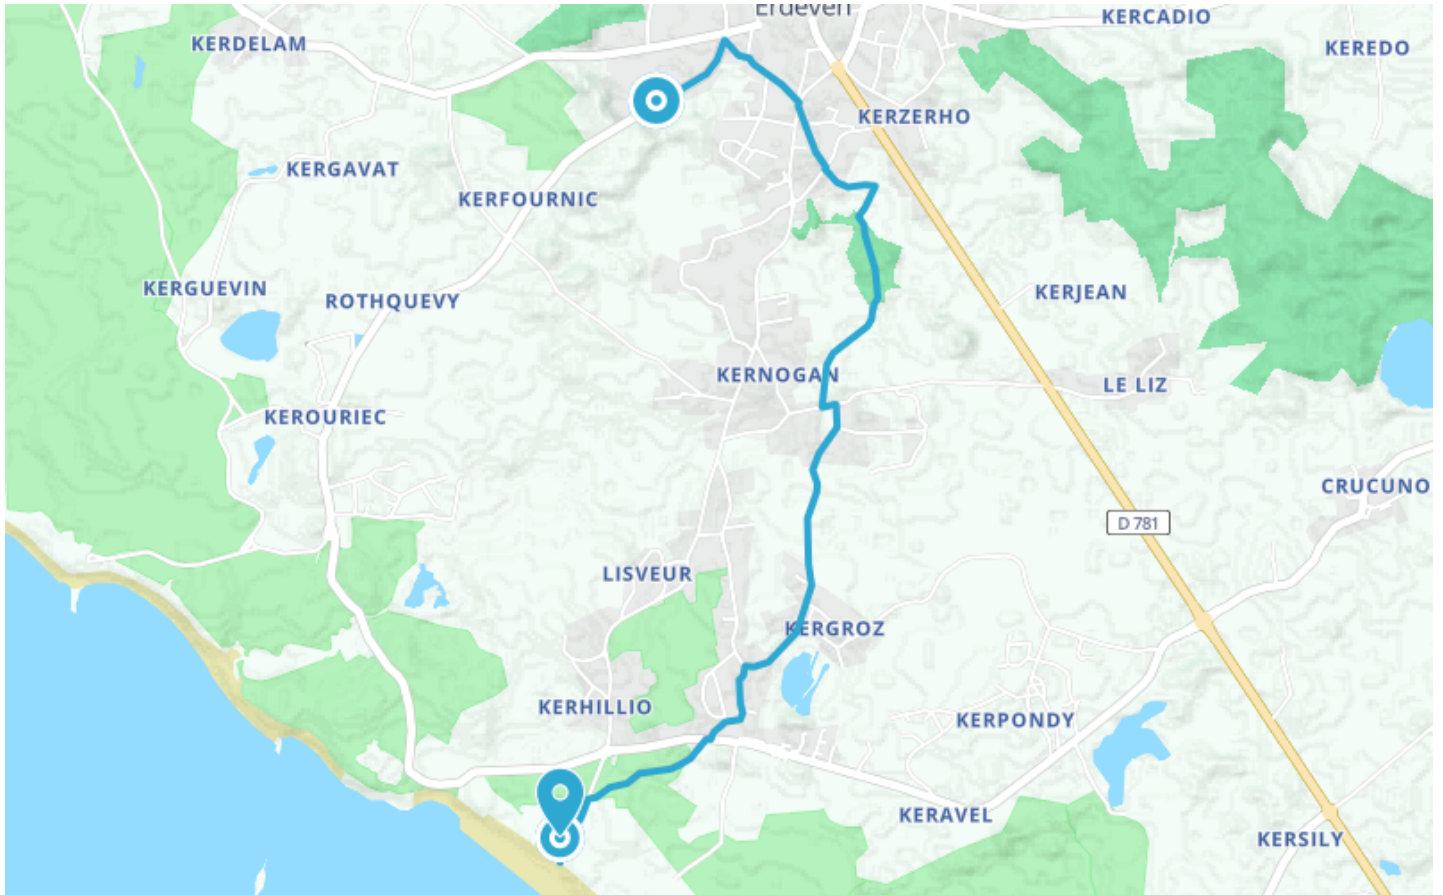 Erdeven
KERCADIO
KERDELAM
KEREDO
KERZERHO
KERGAVAT
KERFOURNIC
KERGUEVIN
ROTHQUEVY
KERJEAN
KERNOGAN
LE LIZ
KEROURIEC
CRUCUNO
D 781
LISVEUR
KERGROZ
KERHILLIO
KERPONDY
KERAVEL
KERSILY